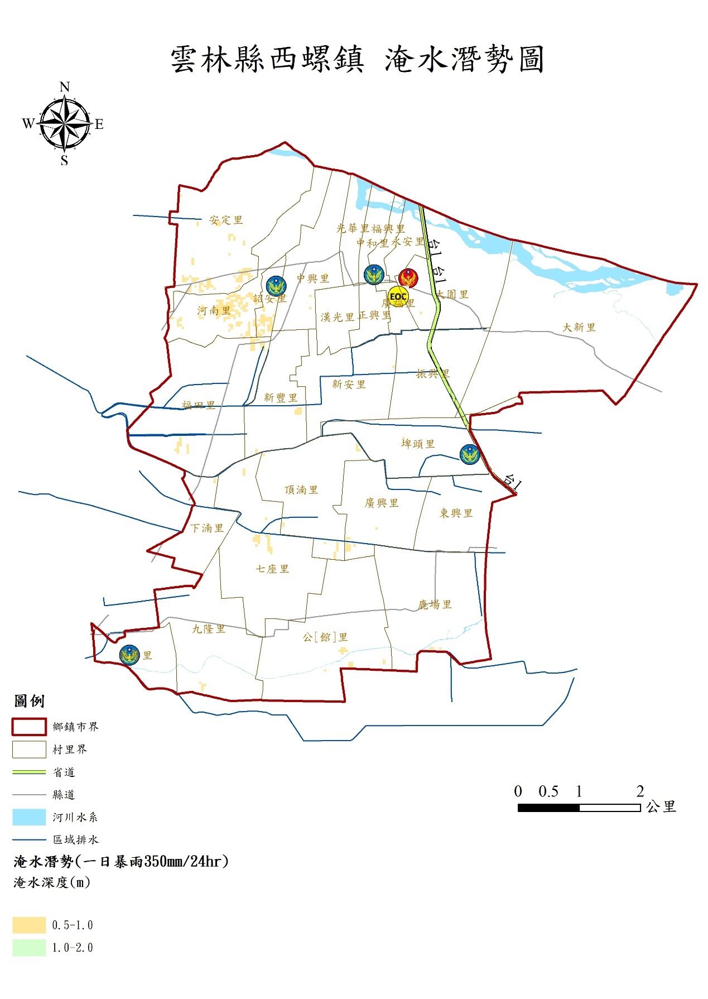 雲林縣西螺鎮 淹水潛勢圖
N
W
E
S
安定里
光華里
福興里
中和里
永安里
台1
台1
中興里
詔安里
河南里
EOC
廣福里
大園里
漢光里
正興里
大新里
振興里
新安里
新豐里
福田里
埤頭里
台1
頂湳里
廣興里
東興里
下湳里
七座里
鹿場里
九隆里
公[館]里
里
圖例
鄉鎮市界
村里界
省道
縣道
河川水系
區域排水
0 0.5 1 2
公里
淹水潛勢(一日暴雨350mm/24hr)
淹水深度(m)
0.5-1.0
1.0-2.0